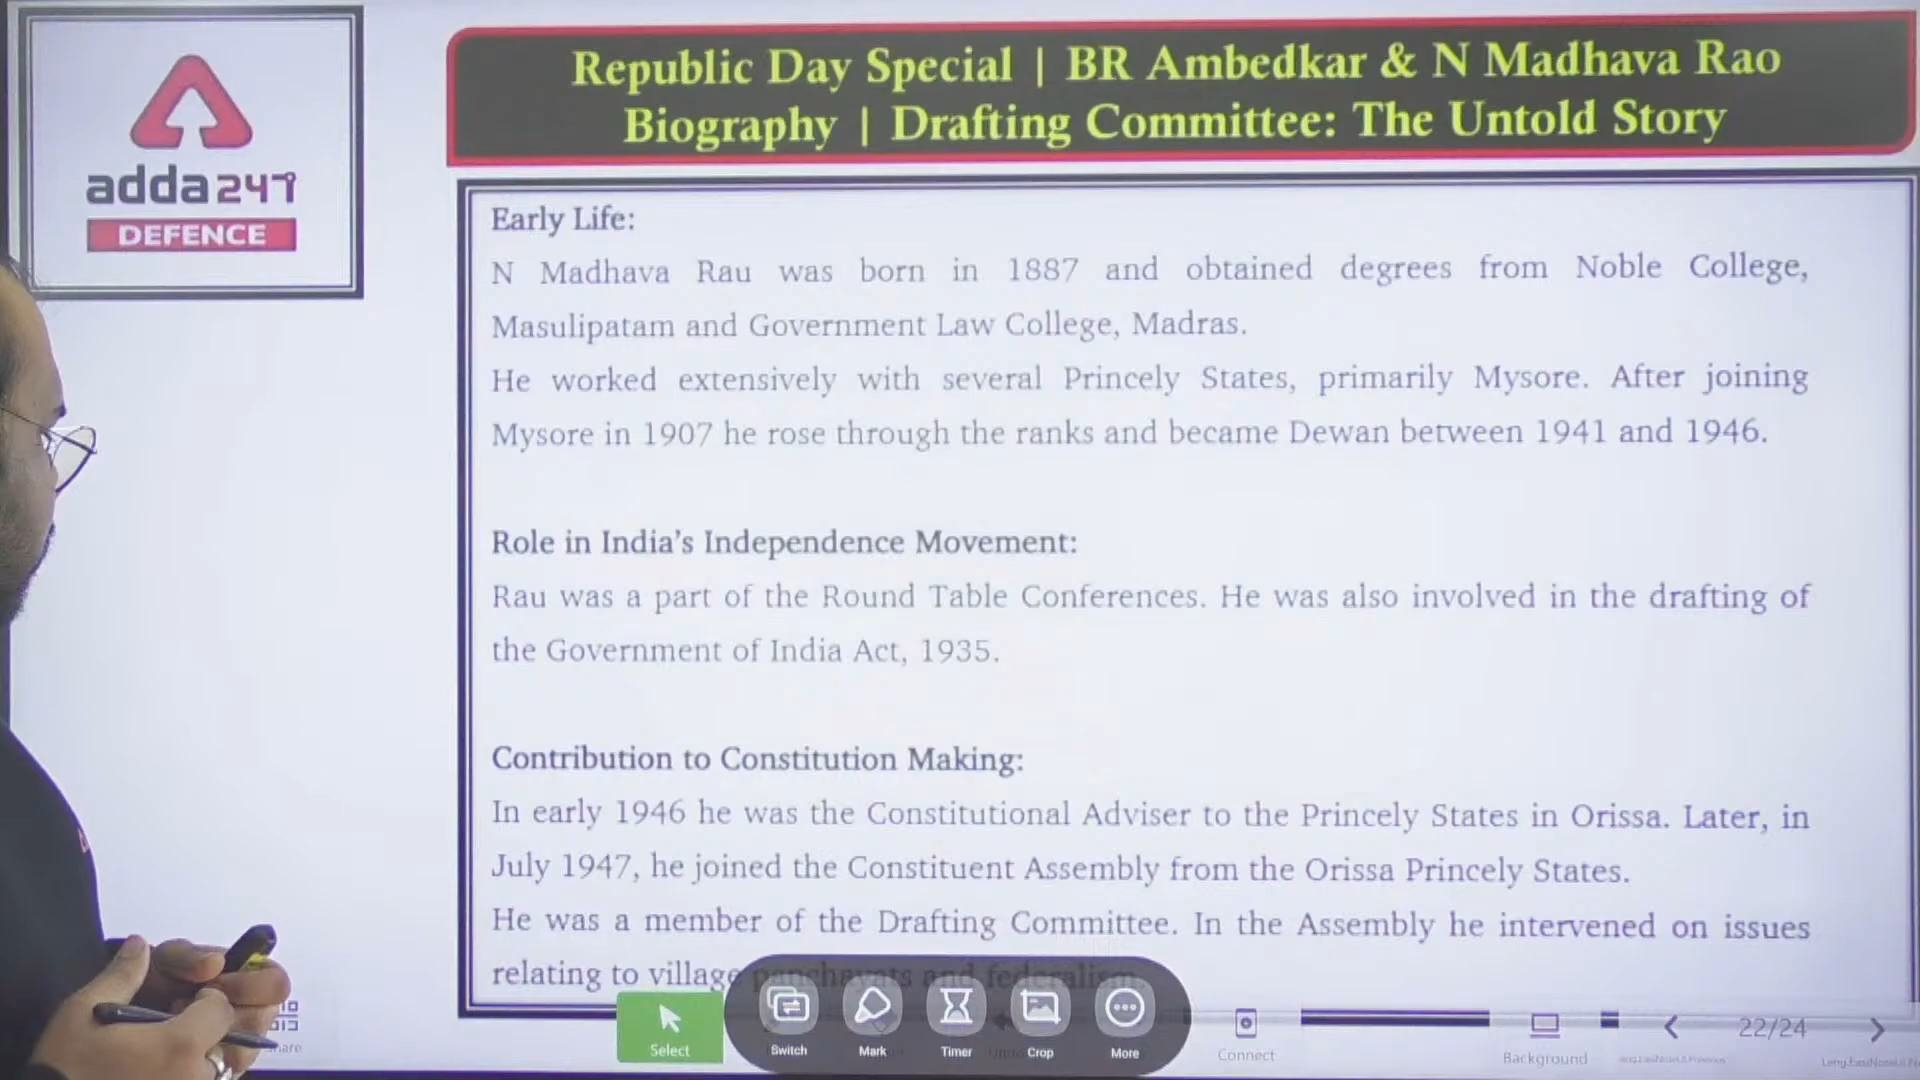 adda247
DEFENCE
Republic Day Special | BR Ambedkar & N Madhava Rao
Biography | Drafting Committee: The Untold Story
Early Life:
N Madhava Rau was born in 1887 and obtained degrees from Noble College,
Masulipatam and Government Law College, Madras.
He worked extensively with several Princely States, primarily Mysore. After joining
Mysore in 1907 he rose through the ranks and became Dewan between 1941 and 1946.
Role in India's Independence Movement:
Rau was a part of the Round Table Conferences. He was also involved in the drafting of
the Government of India Act, 1935.
Contribution to Constitution Making:
In early 1946 he was the Constitutional Adviser to the Princely States in Orissa. Later, in
July 1947, he joined the Constituent Assembly from the Orissa Princely States.
He was a member of the Drafting Committee. In the Assembly he intervened on issues
relating to village panchayats and federalism.
Select
Switch
Mark
Timer
Crop
More
Connect
Background
22/24